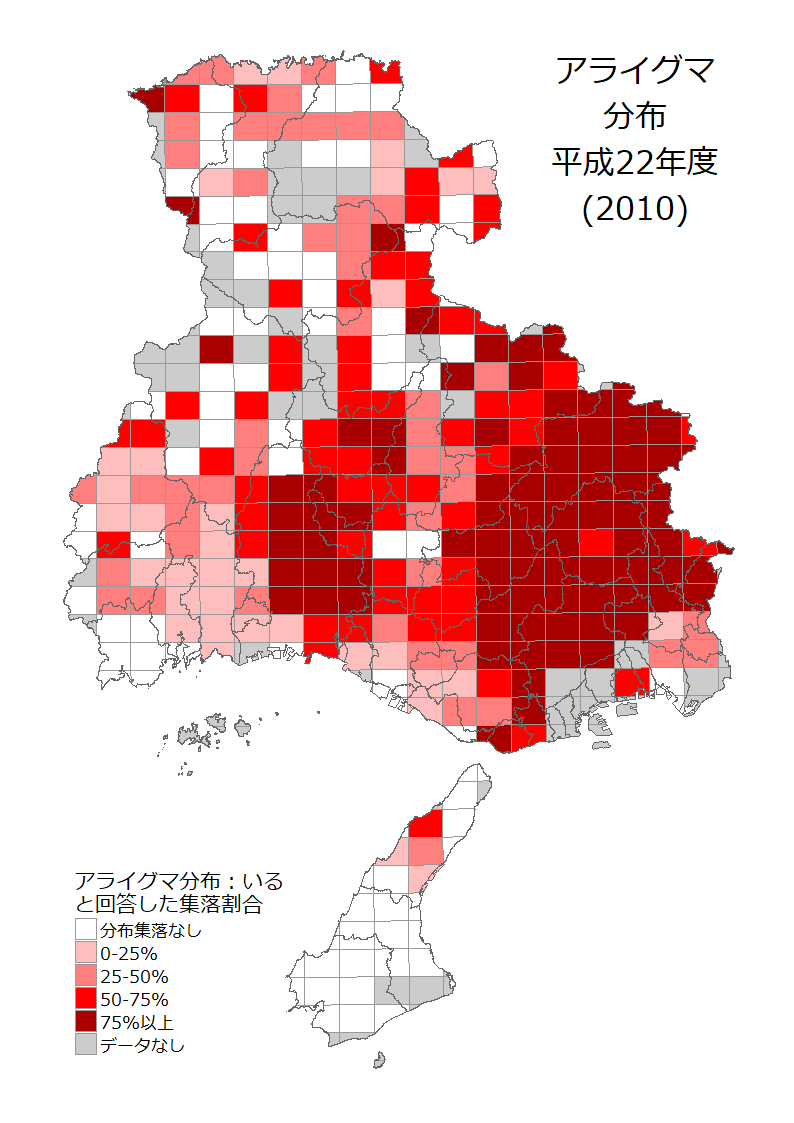 アライグマ
分布
平成22年度
(2010)
アライグマ分布：いる
と回答した集落割合
分布集落なし
0-25%
25-50%
50-75%
75%以上
データなし